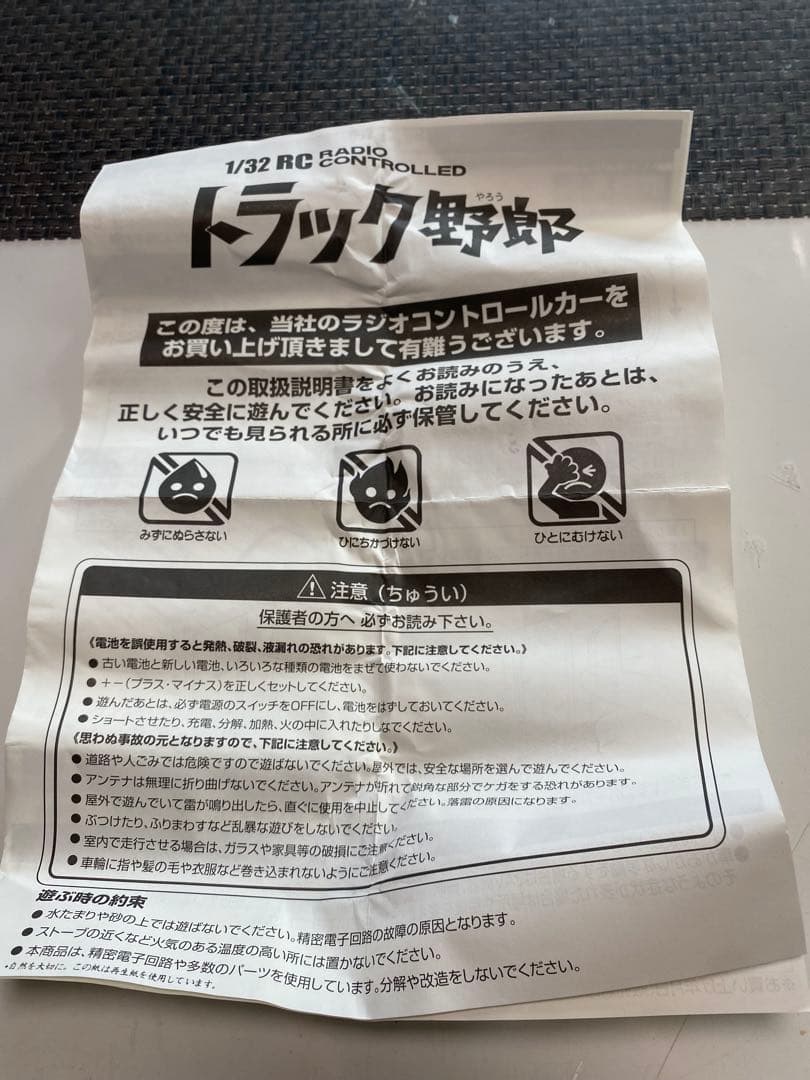 1/32 RC RADIO CONTROLLED
トラック野郎
やろう
この度は、当社のラジオコントロールカーを
お買い上げ頂きまして有難うございます。
この取扱説明書をよくお読みのうえ、
正しく安全に遊んでください。お読みになったあとは、
いつでも見られる所に必ず保管してください。
みずにぬらさない
ひにちかづけない
ひとにむけない
注意（ちゅうい）
保護者の方へ 必ずお読み下さい。
《電池を誤使用すると発熱、破裂、液漏れの恐れがあります。下記に注意してください。》
●古い電池と新しい電池、いろいろな種類の電池をまぜて使わないでください。
●＋－（プラス・マイナス）を正しくセットしてください。
●遊んだあとは、必ず電源のスイッチをOFFにし、電池をはずしておいてください。
●ショートさせたり、充電、分解、加熱、火の中に入れたりしなでください。
《思わぬ事故の元となりますので、下記に注意してください。》
●道路や人ごみでは危険ですので遊ばないでください。屋外では、安全な場所を選んで遊んでください。
●アンテナは無理に折り曲げないでください。アンテナが折れて鋭角な部分でケガをする恐れがあります。
●屋外で遊んでいて雷が鳴り出したら、直ぐに使用を中止してください。落雷の原因になります。
●ぶつけたり、ふりまわすなど乱暴な遊びをしないでください。
●室内で走行させる場合は、ガラスや家具等の破損にご注意ください。
●車輪に指や髪の毛や衣服など巻き込まれないようにご注意ください。
遊ぶ時の約束
●水たまりや砂の上では遊ばないでください。精密電子回路の故障の原因となります。
●ストーブの近くなど火気のある温度の高い所には置かないでください。
●本商品は、精密電子回路や多数のパーツを使用しています。分解や改造をしないでください。
•自然を大切に。この紙は再生紙を使用しています。